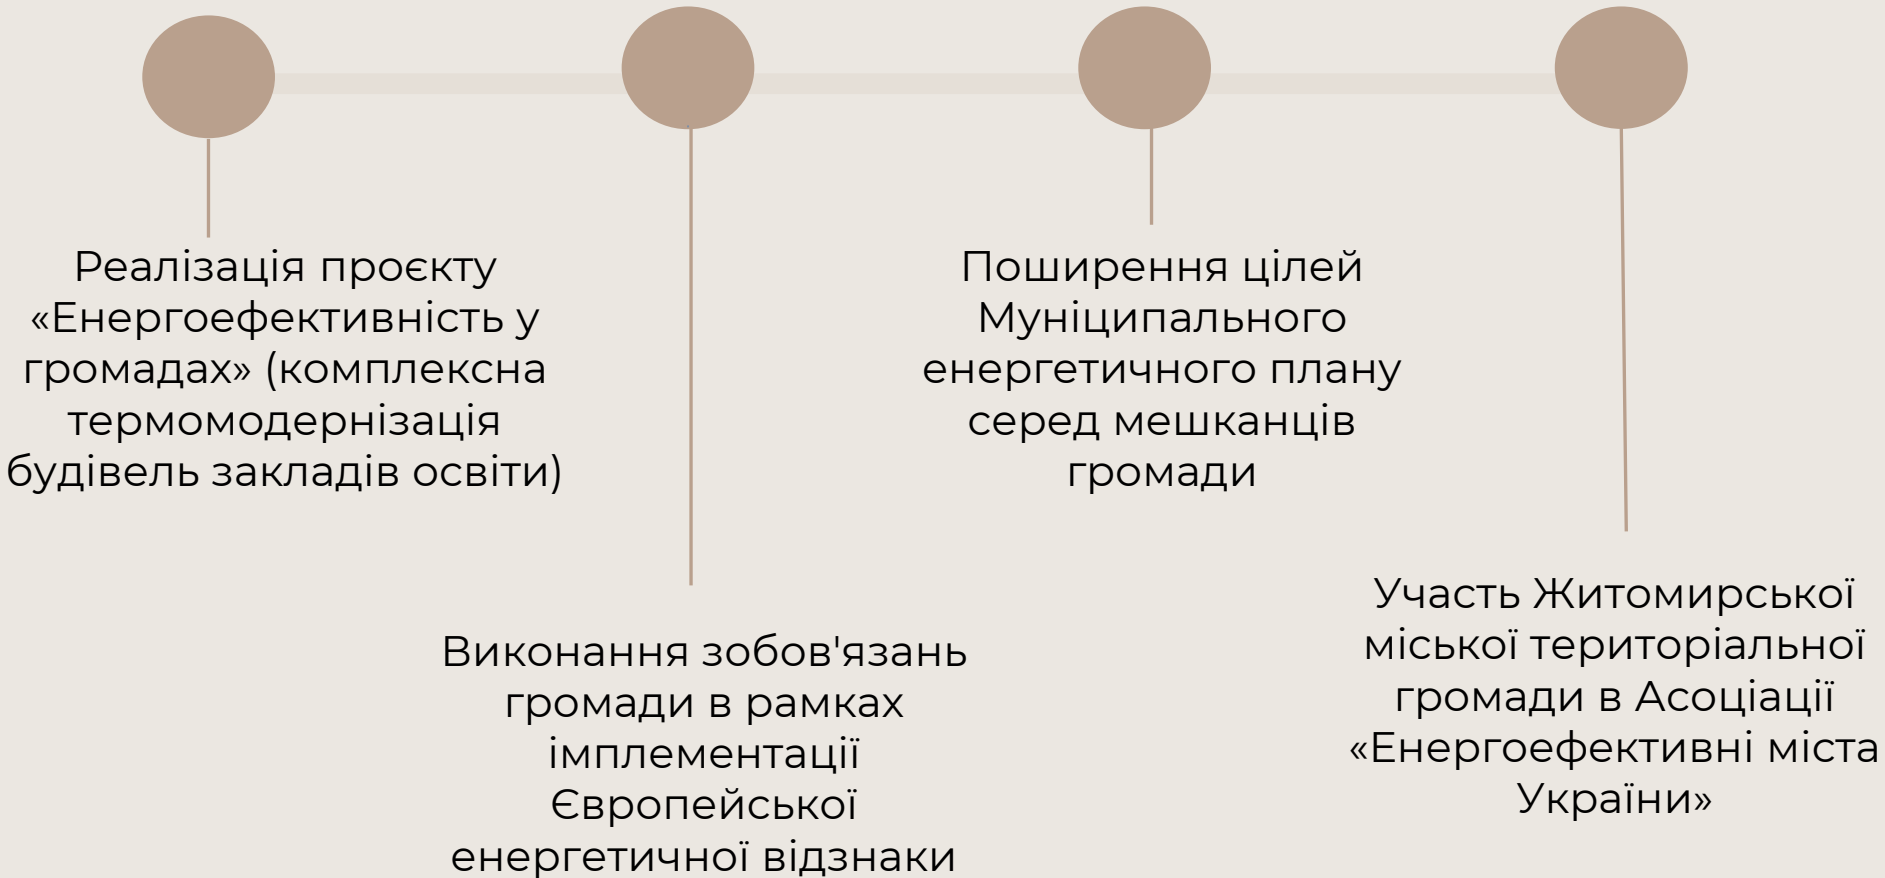 Реалізація проєкту
«Енергоефективність у
громадах» (комплексна
термомодернізація
будівель закладів освіти)
Виконання зобов'язань
громади в рамках
імплементації
Європейської
енергетичної відзнаки
Поширення цілей
Муніципального
енергетичного плану
серед мешканців
громади
Участь Житомирської
міської територіальної
громади в Асоціації
«Енергоефективні міста
України»